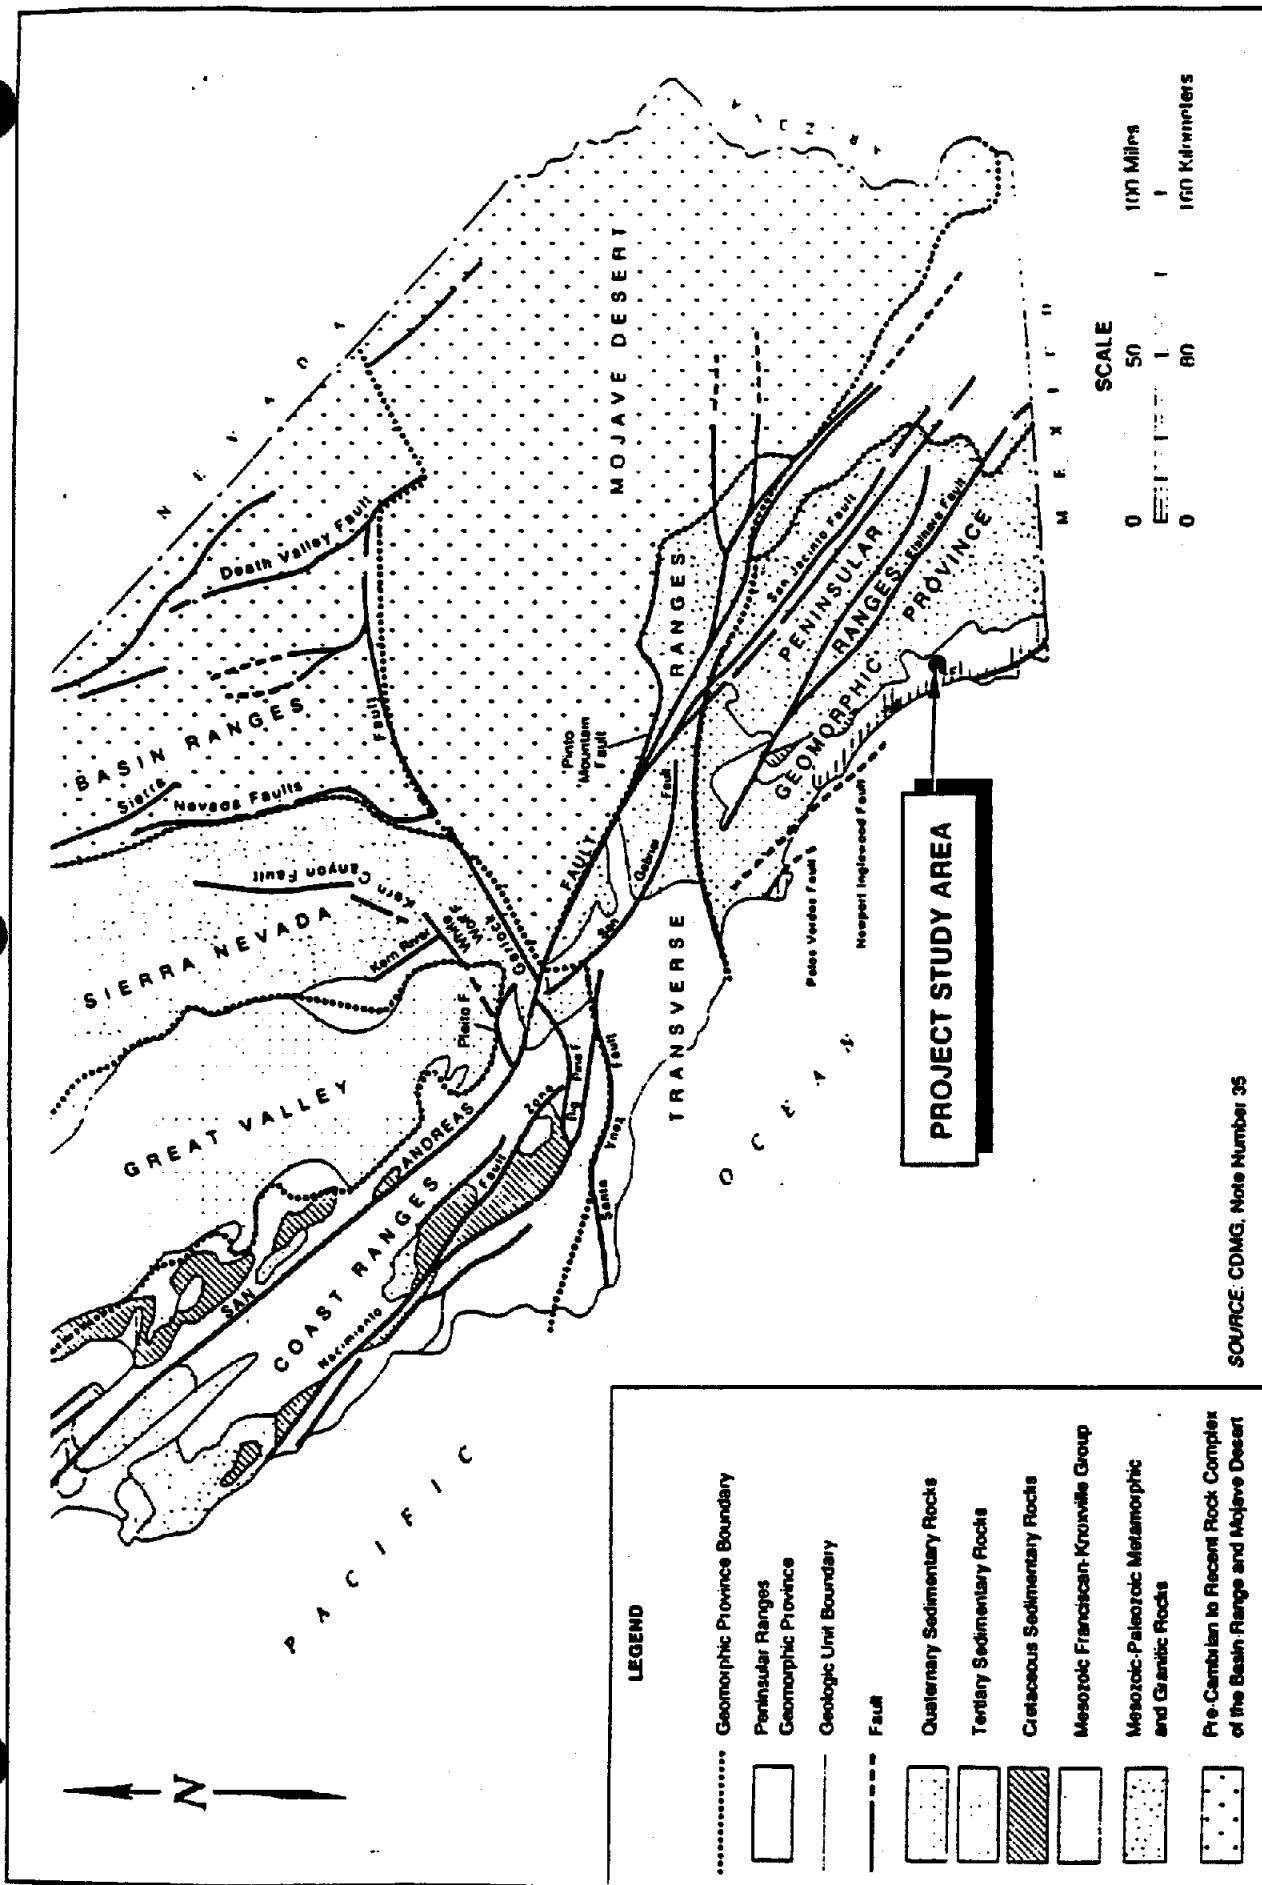 N
NEVADA
BASIN RANGES
Sierra
Nevada Faults
Death Valley Fault
Fault
Kern Canyon Fault
SIERRA NEVADA
Kern River
White
Wolf F
Garlock
Pleito F
GREAT VALLEY
SAN
ANDREAS
FAULT
COAST RANGES
Nacimiento
Fault
Zone
Big
Pine F
Santa
Ynez
Fault
San
Gabriel
Fault
Pinto
Mountain
Fault
MOJAVE DESERT
TRANSVERSE
RANGES
San Jacinto Fault
PENINSULAR
RANGES
Elsinore Fault
GEOMORPHIC
PROVINCE
Palos Verdes Fault
Newport Inglewood Fault
PACIFIC
OCEAN
MEXICO
PROJECT STUDY AREA
SCALE
0 50 100 Miles
0 80 160 Kilometers
LEGEND
Geomorphic Province Boundary
Peninsular Ranges
Geomorphic Province
Geologic Unit Boundary
Fault
Quaternary Sedimentary Rocks
Tertiary Sedimentary Rocks
Cretaceous Sedimentary Rocks
Mesozoic Franciscan-Knoxville Group
Mesozoic-Paleozoic Metamorphic
and Granitic Rocks
Pre-Cambrian to Recent Rock Complex
of the Basin-Range and Mojave Desert
SOURCE: CDMG, Note Number 35